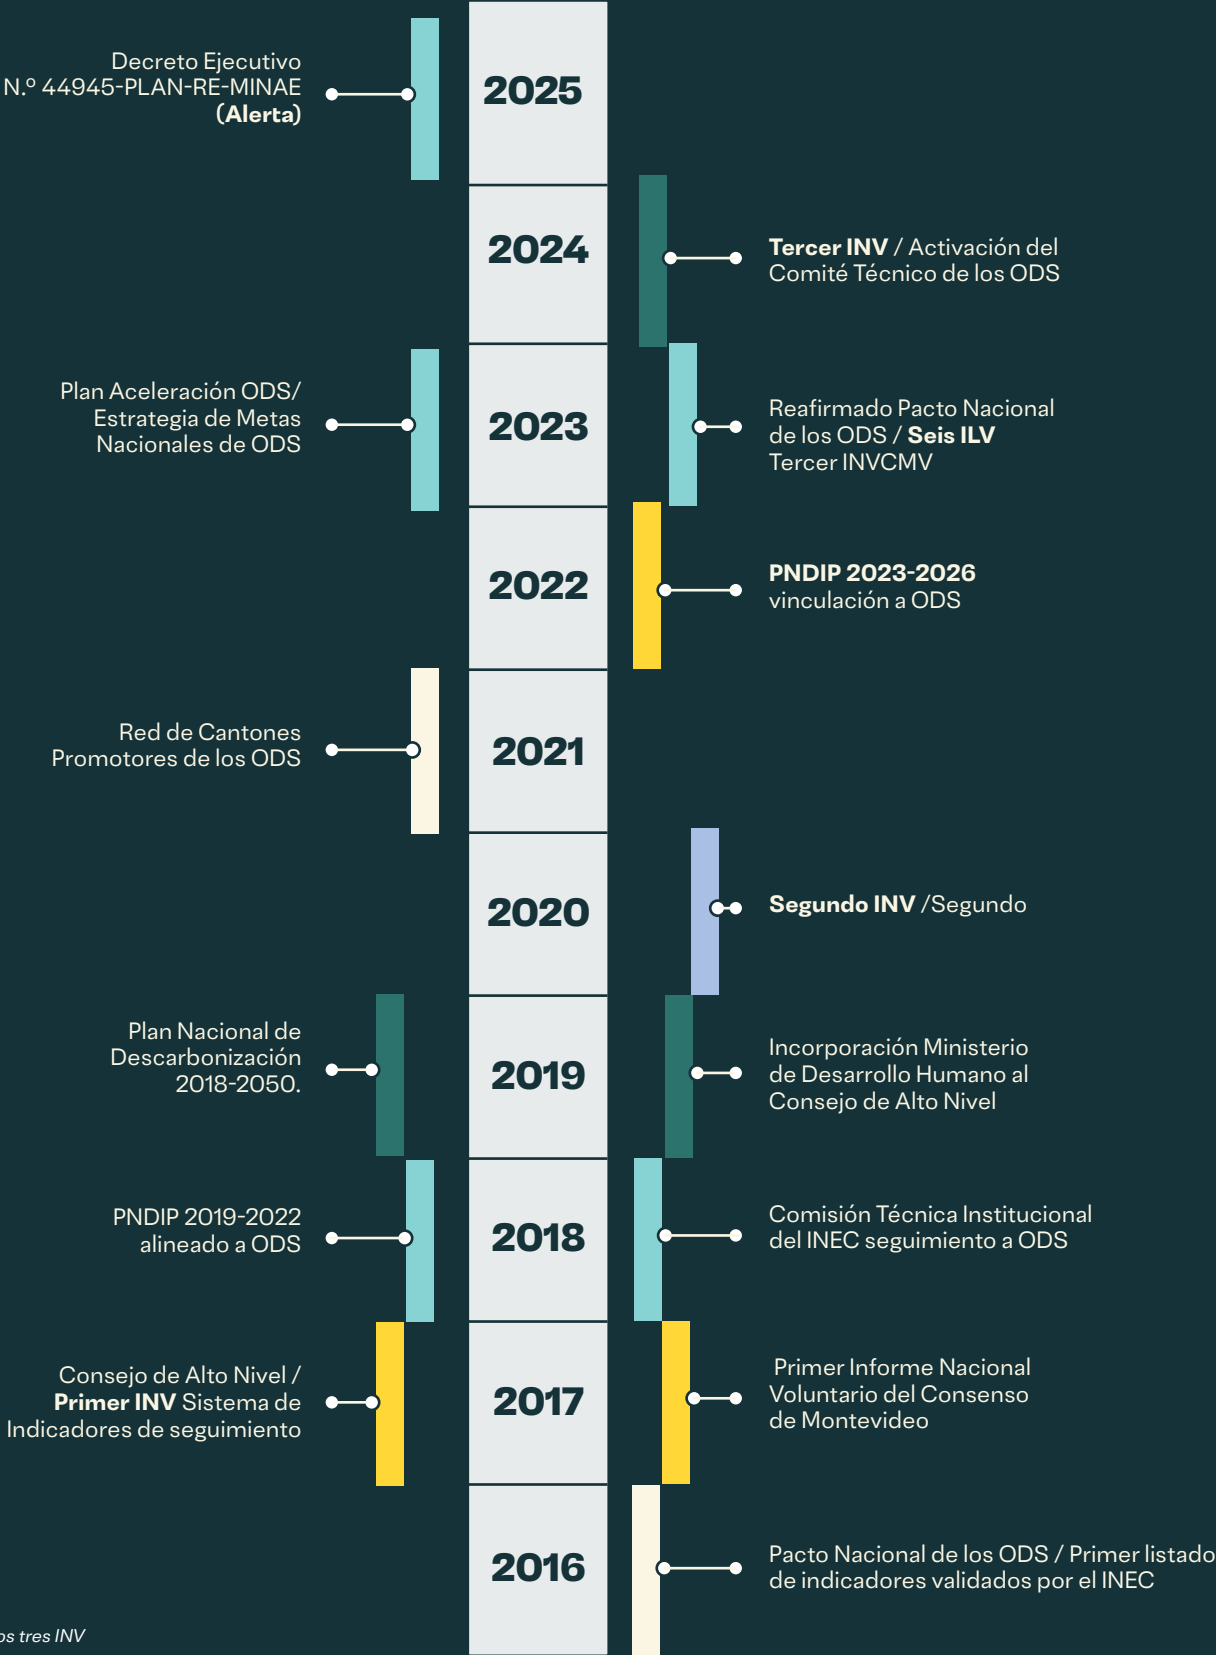 Decreto Ejecutivo
N.º 44945-PLAN-RE-MINAE
(Alerta)
2025
2024
Tercer INV / Activación del
Comité Técnico de los ODS
Plan Aceleración ODS/
Estrategia de Metas
Nacionales de ODS
2023
Reafirmado Pacto Nacional
de los ODS / Seis ILV
Tercer INVCMV
2022
PNDIP 2023-2026
vinculación a ODS
Red de Cantones
Promotores de los ODS
2021
2020
Segundo INV /Segundo
Plan Nacional de
Descarbonización
2018-2050.
2019
Incorporación Ministerio
de Desarrollo Humano al
Consejo de Alto Nivel
PNDIP 2019-2022
alineado a ODS
2018
Comisión Técnica Institucional
del INEC seguimiento a ODS
Consejo de Alto Nivel /
Primer INV Sistema de
Indicadores de seguimiento
2017
Primer Informe Nacional
Voluntario del Consenso
de Montevideo
2016
Pacto Nacional de los ODS / Primer listado
de indicadores validados por el INEC
os tres INV